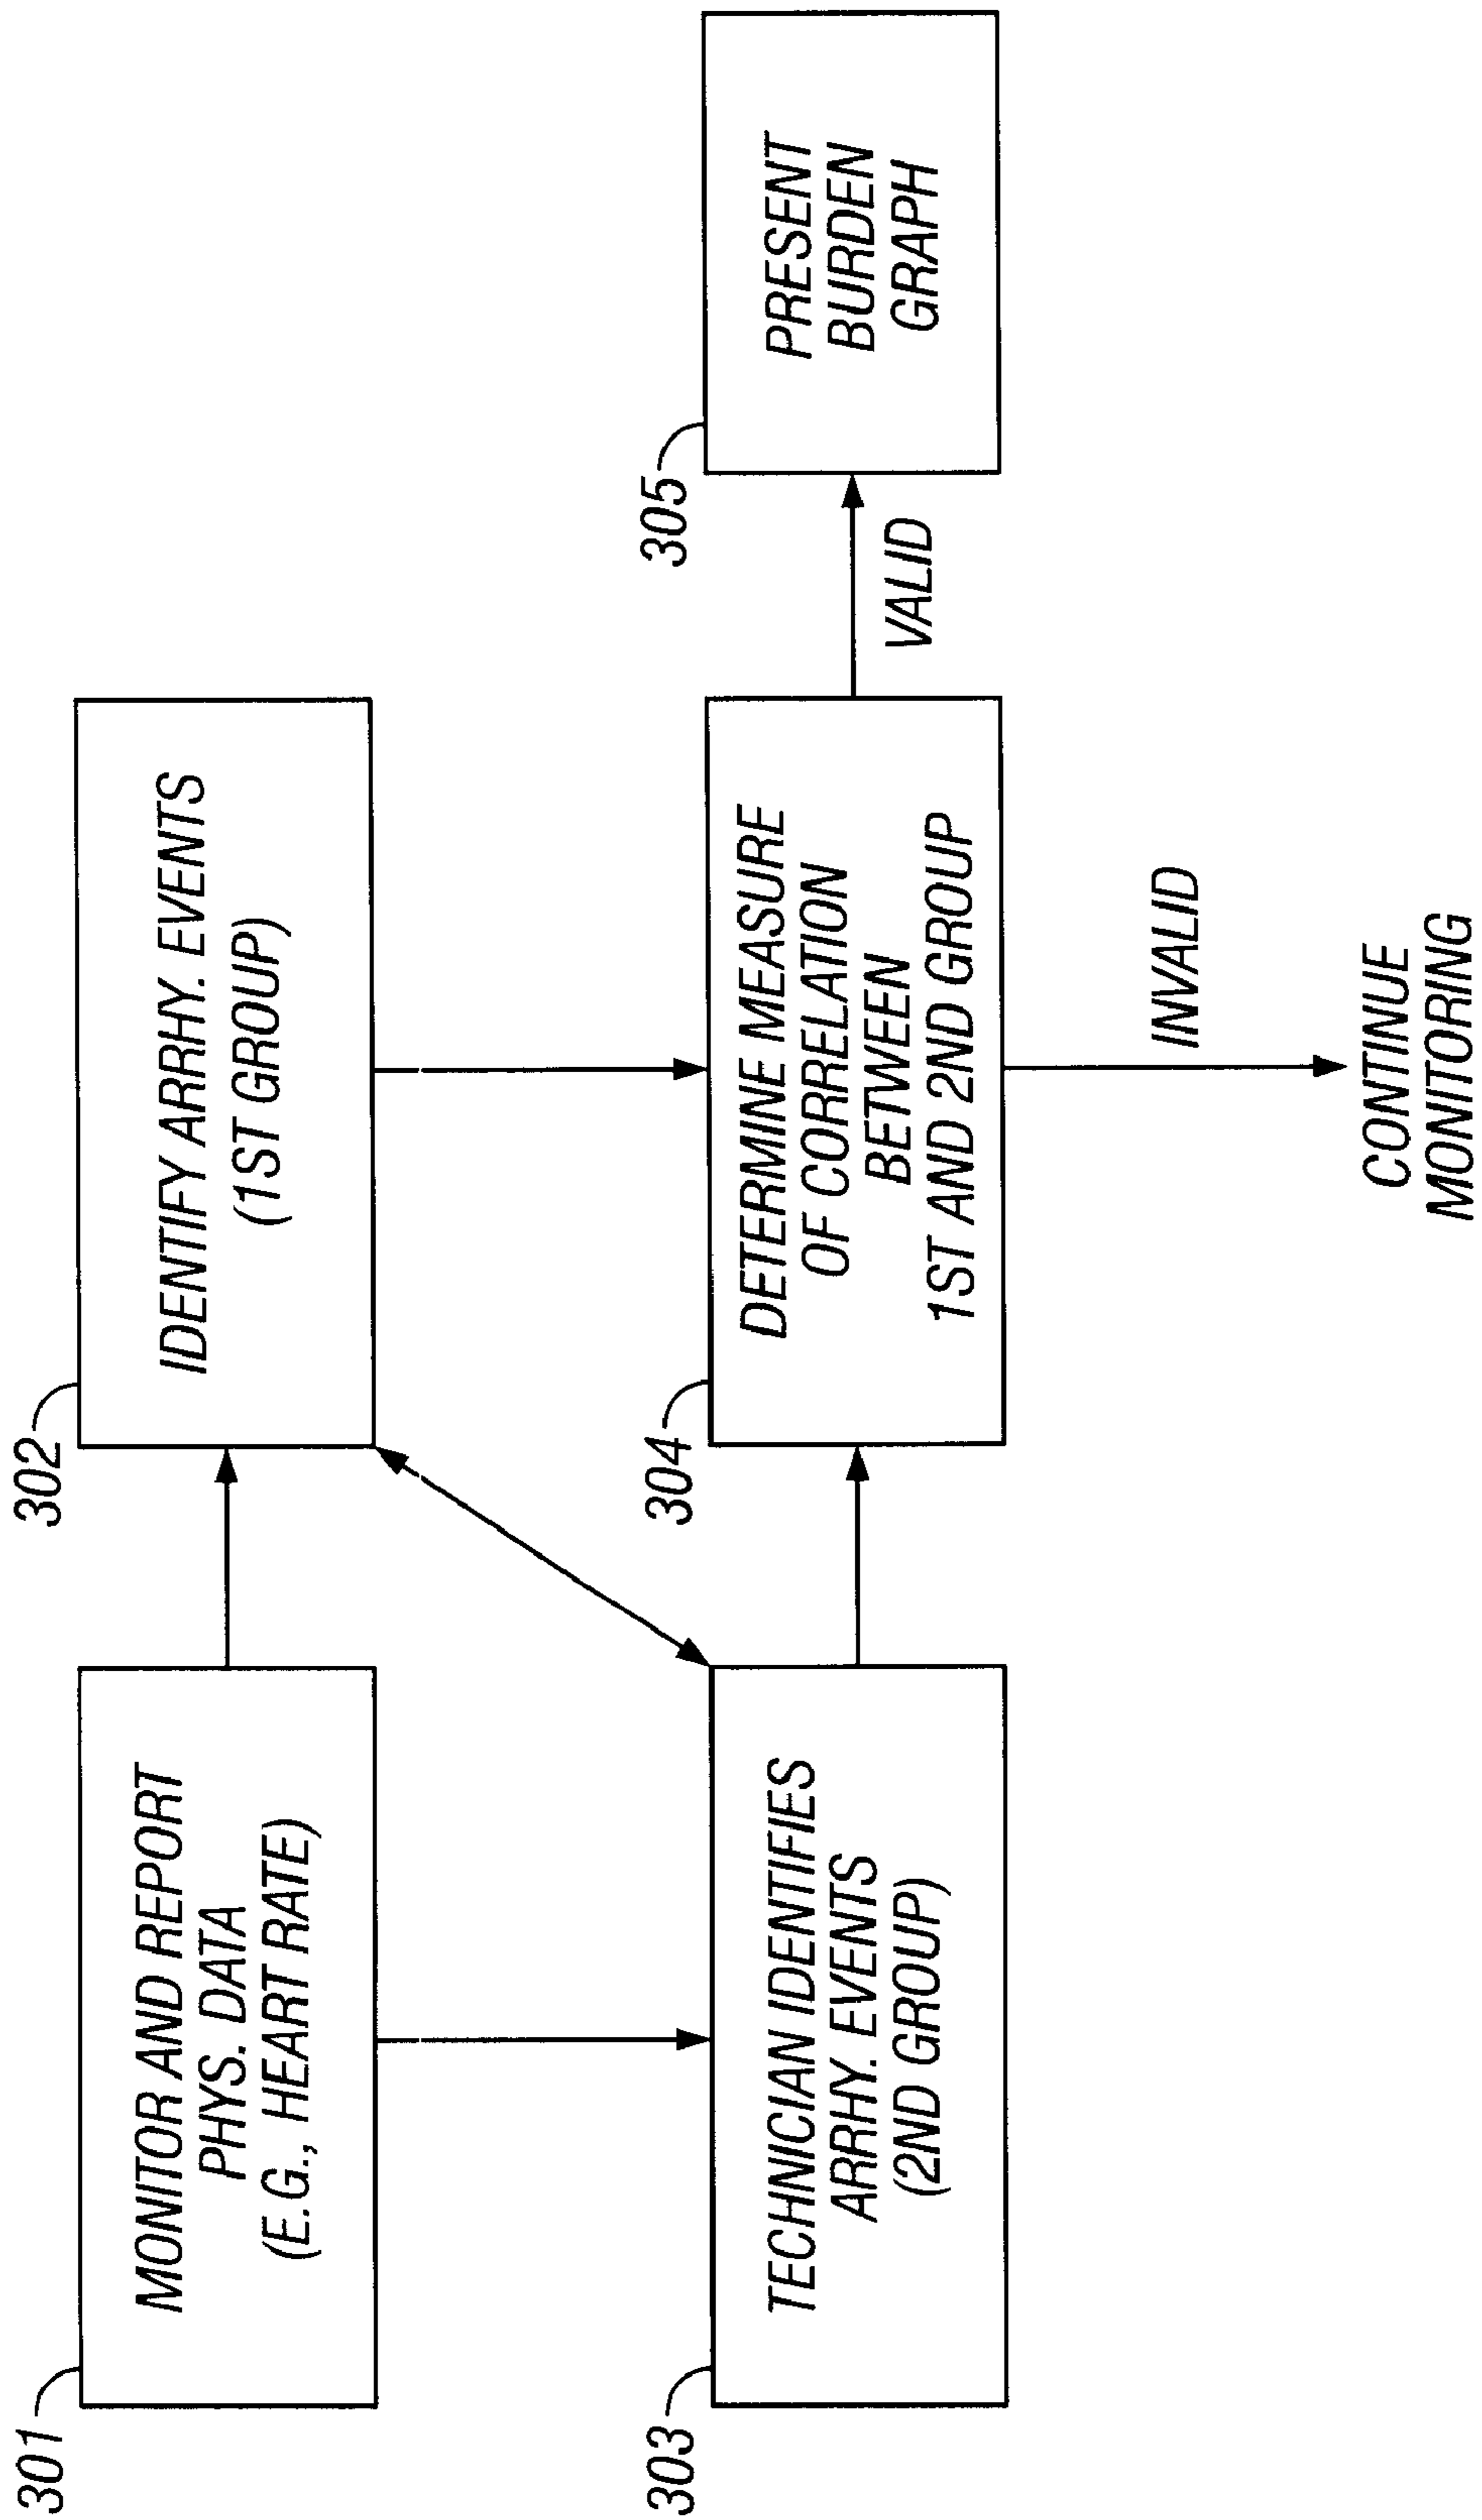 301
MONITOR AND REPORT
PHYS. DATA
(E.G., HEART RATE)
302
IDENTIFY ARRHY. EVENTS
(1ST GROUP)
303
TECHNICIAN IDENTIFIES
ARRHY. EVENTS
(2ND GROUP)
304
DETERMINE MEASURE
OF CORRELATION
BETWEEN
1ST AND 2ND GROUP
305
PRESENT
BURDEN
GRAPH
VALID
INVALID
CONTINUE
MONITORING